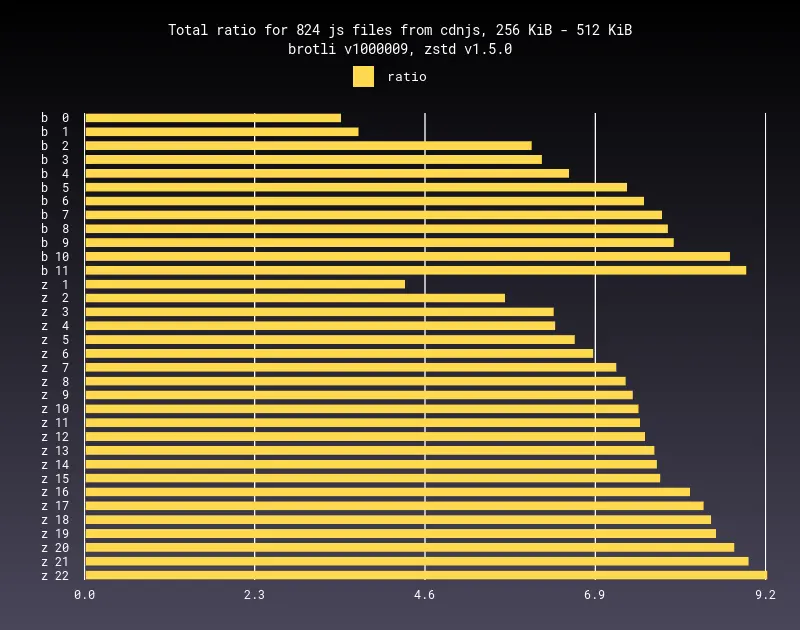 Total ratio for 824 js files from cdnjs, 256 KiB - 512 KiB
brotli v1000009, zstd v1.5.0
ratio
b 0
b 1
b 2
b 3
b 4
b 5
b 6
b 7
b 8
b 9
b 10
b 11
z 1
z 2
z 3
z 4
z 5
z 6
z 7
z 8
z 9
z 10
z 11
z 12
z 13
z 14
z 15
z 16
z 17
z 18
z 19
z 20
z 21
z 22
0.0 2.3 4.6 6.9 9.2